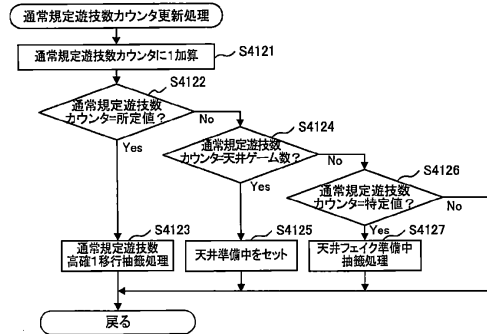 通常規定遊技数カウンタ更新処理
通常規定遊技数カウンタに1加算
S4121
S4122
通常規定遊技数
カウンタ=所定値?
No
Yes
S4124
通常規定遊技数
カウンタ=天井ゲーム数?
No
Yes
S4126
通常規定遊技数
カウンタ=特定値?
No
Yes
S4123
通常規定遊技数
高確1移行抽籤処理
S4125
天井準備中をセット
S4127
天井フェイク準備中
抽籤処理
戻る